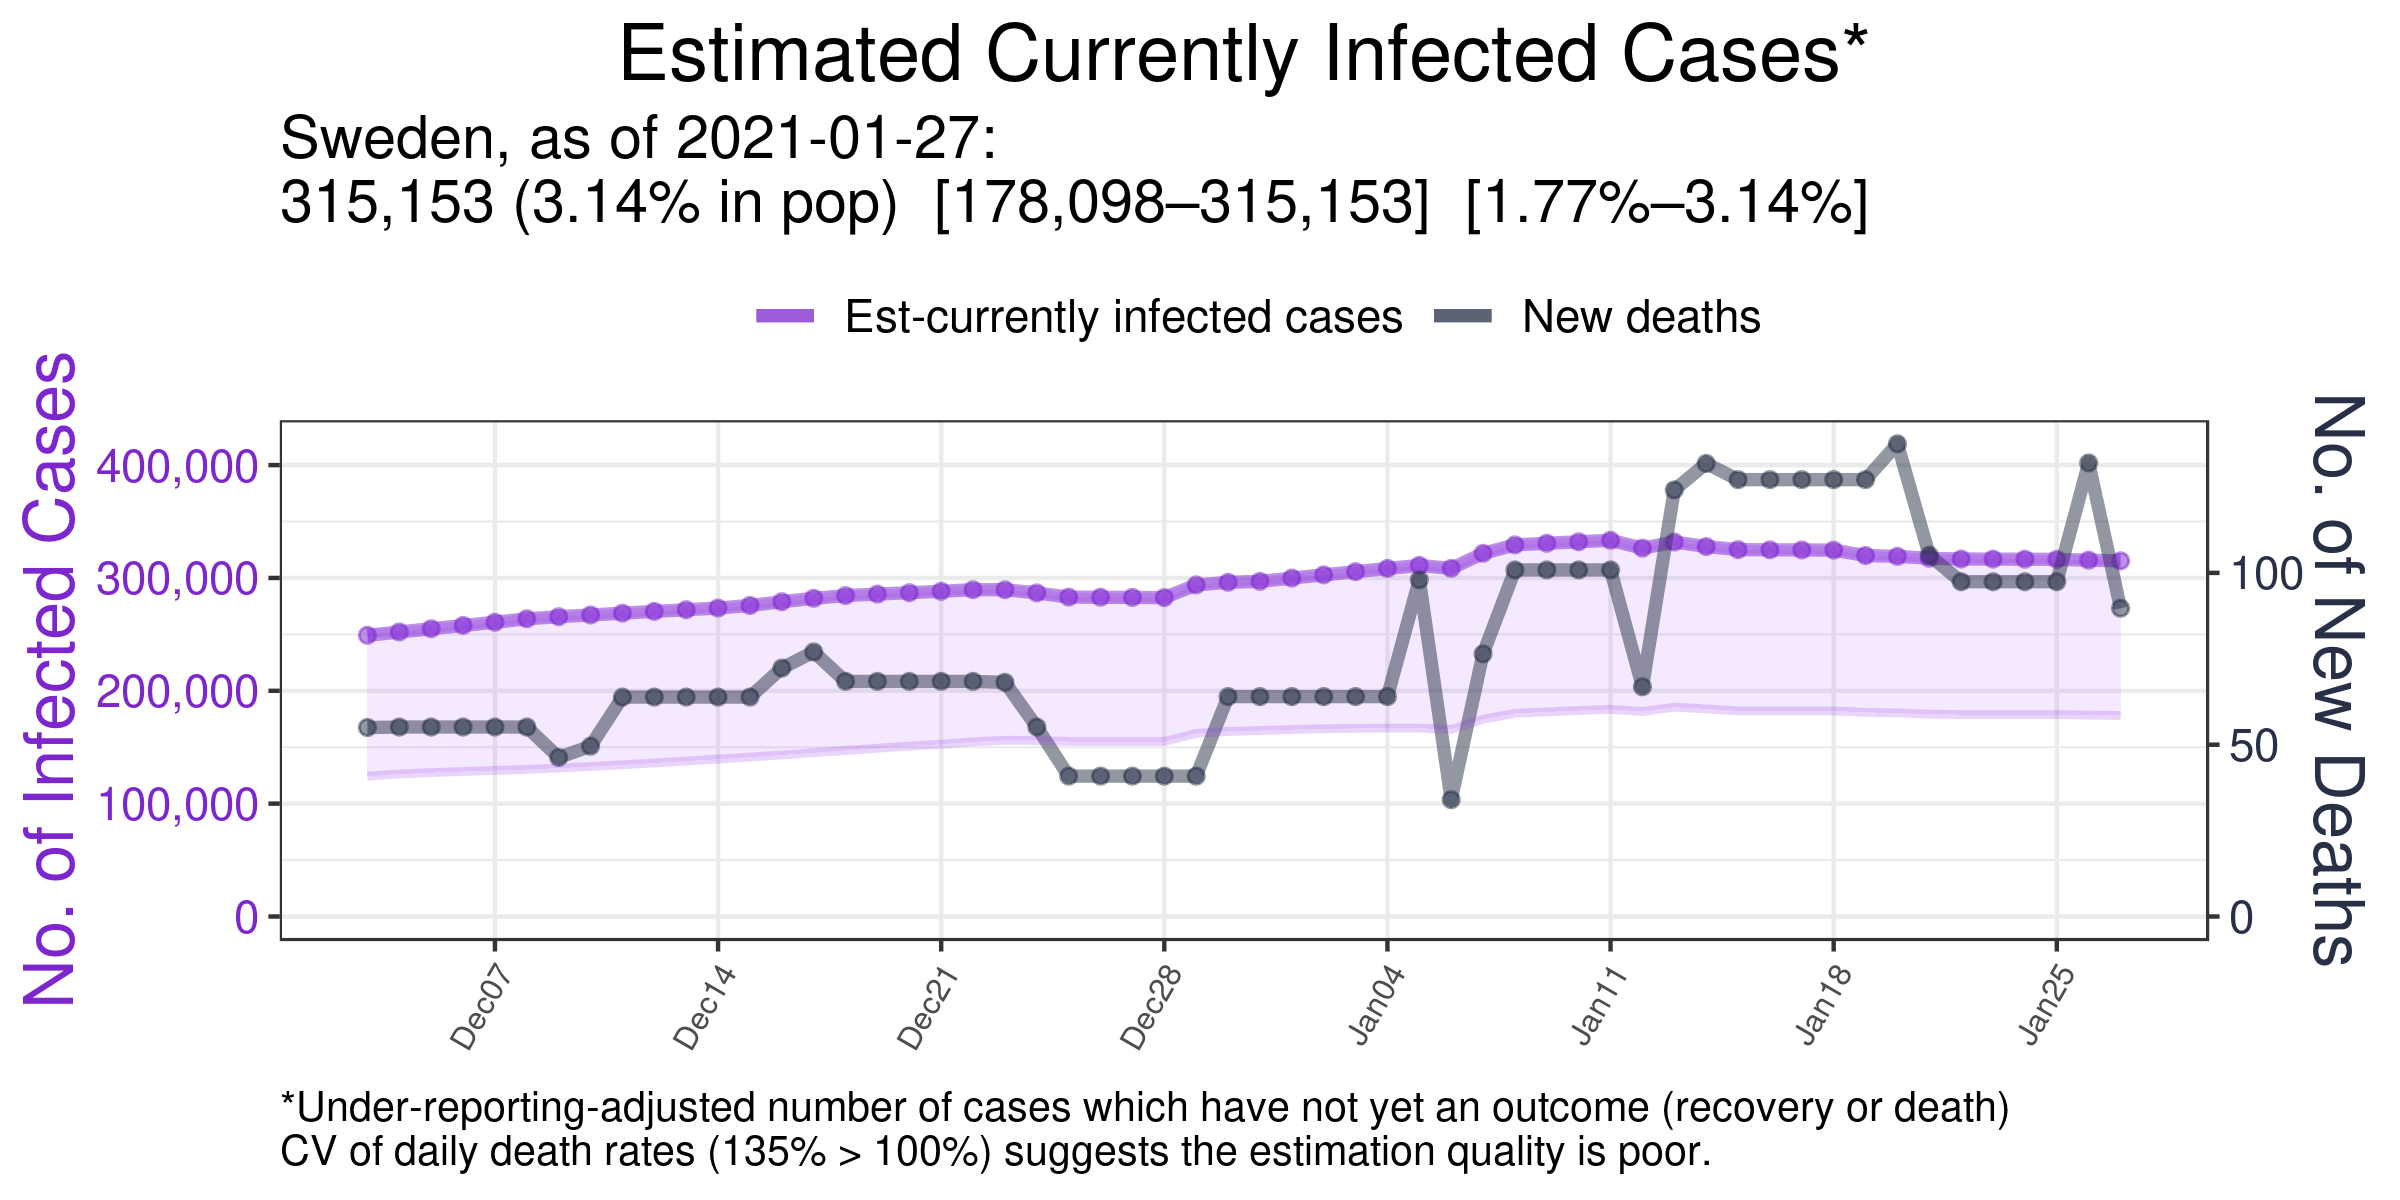 Estimated Currently Infected Cases*
Sweden, as of 2021-01-27:
315,153 (3.14% in pop) [178,098–315,153] [1.77%–3.14%]
Est-currently infected cases
New deaths
No. of Infected Cases
400,000
300,000
200,000
100,000
0
No. of New Deaths
100
50
0
Dec07
Dec14
Dec21
Dec28
Jan04
Jan11
Jan18
Jan25
*Under-reporting-adjusted number of cases which have not yet an outcome (recovery or death)
CV of daily death rates (135% > 100%) suggests the estimation quality is poor.